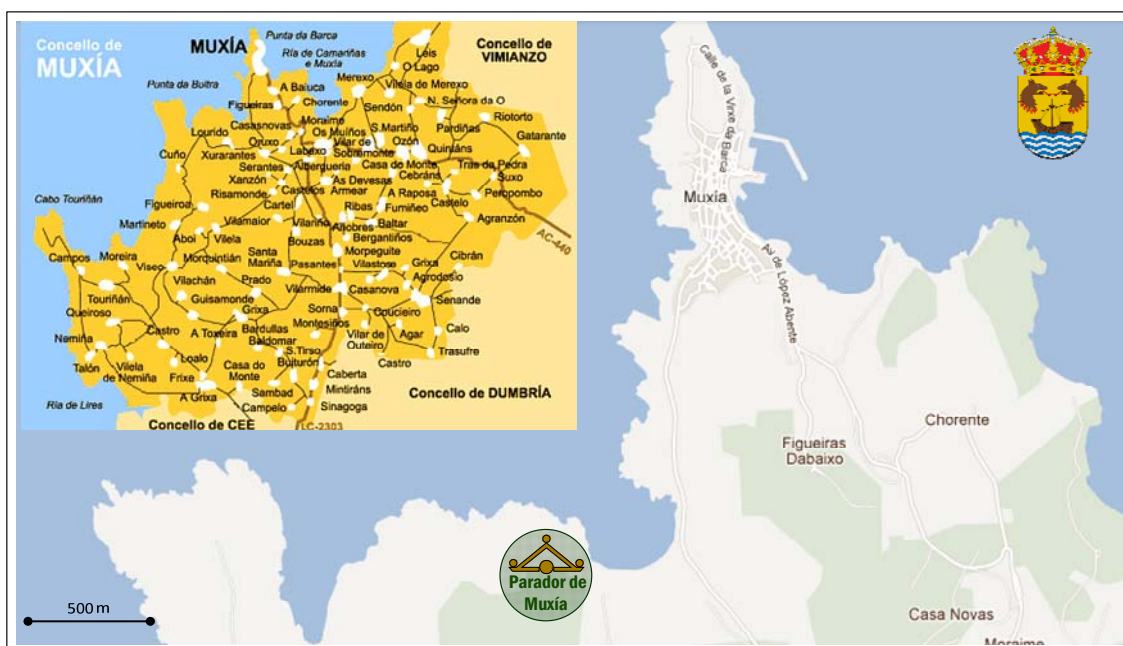 Concello de
MUXÍA
MUXÍA
Punta da Barca
Ría de Camariñas
e Muxía
Concello de
VIMIANZO
Punta da Buitra
Leis
O Lago
Merexo
Vilela de Merexo
A Baiuca
Figueiras
Chorente
Sendón
N. Señora da O
Riotorto
Casasnovas
Moraime
Lourido
Os Muíños
S.Martiño
Pardiñas
Gatarante
Oruxo
Vilar de
Sobremonte
Ozón
Quintáns
Cuño
Xurarantes
Labexo
Serantes
Albergueria
Casa do Monte
Tras da Pedra
Cebráns
Suxo
Xanzón
As Devesas
Cabo Touriñán
Risamonde
Castelos
Armear
A Raposa
Peropombo
Figueiroa
Cartel
Ribas
Fumiñeo
Castelo
Martineto
Vilamaior
Vilariño
Baltar
Agranzón
Aboi
Vilela
Bouzas
Bergantiños
AC-440
Campos
Moreira
Morquintián
Santa
Mariña
Morpeguite
Cibrán
Viseo
Pasantes
Vilastose
Grixa
Vilachán
Prado
Agrodosio
Touriñán
Guisamonde
Vilarmide
Casanova
Senande
Queiroso
Grixa
Sorna
Coucieiro
Castro
A Toxeira
Bardullas
Montesiños
Nemiña
Baldomar
Vilar de
Outeiro
Agar
Calo
Loalo
S.Tirso
Trasufre
Talón
Vilela
de Nemiña
Frixe
Casa do
Monte
Buiturón
Castro
Caberta
Mintiráns
Concello de DUMBRÍA
Ría de Lires
A Grixa
Sambad
Campelo
Sinagoga
Concello de CEE
LC-2303
Calle de la Virxe da Barca
Muxía
Av de López Abente
Chorente
Figueiras
Dabaixo
Parador de
Muxía
500 m
Casa Novas
Moraime